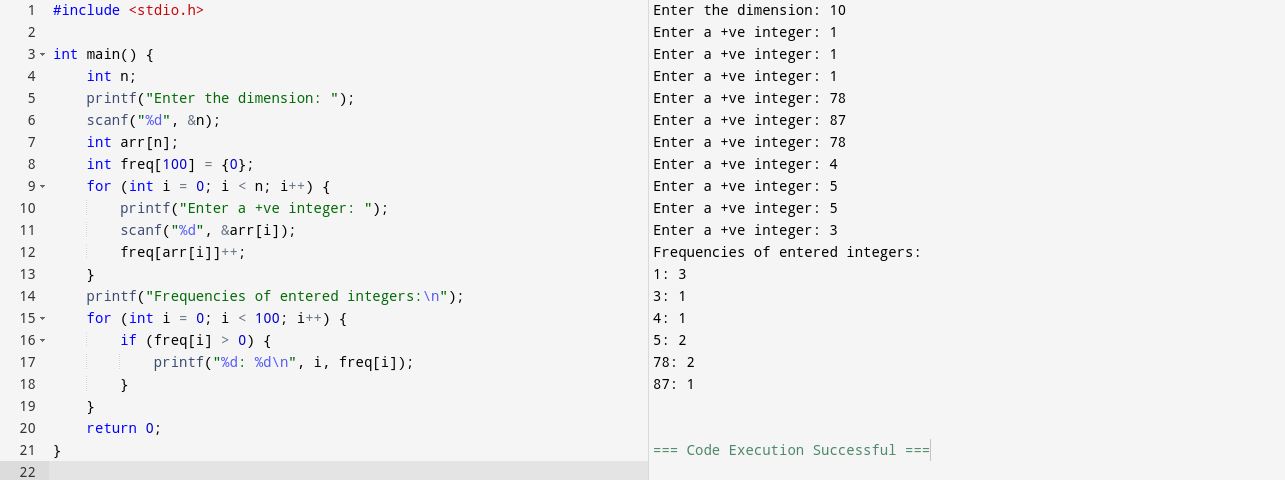 1 #include <stdio.h>
2
3 int main() {
4     int n;
5     printf("Enter the dimension: ");
6     scanf("%d", &n);
7     int arr[n];
8     int freq[100] = {0};
9     for (int i = 0; i < n; i++) {
10         printf("Enter a +ve integer: ");
11         scanf("%d", &arr[i]);
12         freq[arr[i]]++;
13     }
14     printf("Frequencies of entered integers:\n");
15     for (int i = 0; i < 100; i++) {
16         if (freq[i] > 0) {
17             printf("%d: %d\n", i, freq[i]);
18         }
19     }
20     return 0;
21 }
22
Enter the dimension: 10
Enter a +ve integer: 1
Enter a +ve integer: 1
Enter a +ve integer: 1
Enter a +ve integer: 78
Enter a +ve integer: 87
Enter a +ve integer: 78
Enter a +ve integer: 4
Enter a +ve integer: 5
Enter a +ve integer: 5
Enter a +ve integer: 3
Frequencies of entered integers:
1: 3
3: 1
4: 1
5: 2
78: 2
87: 1
=== Code Execution Successful ===